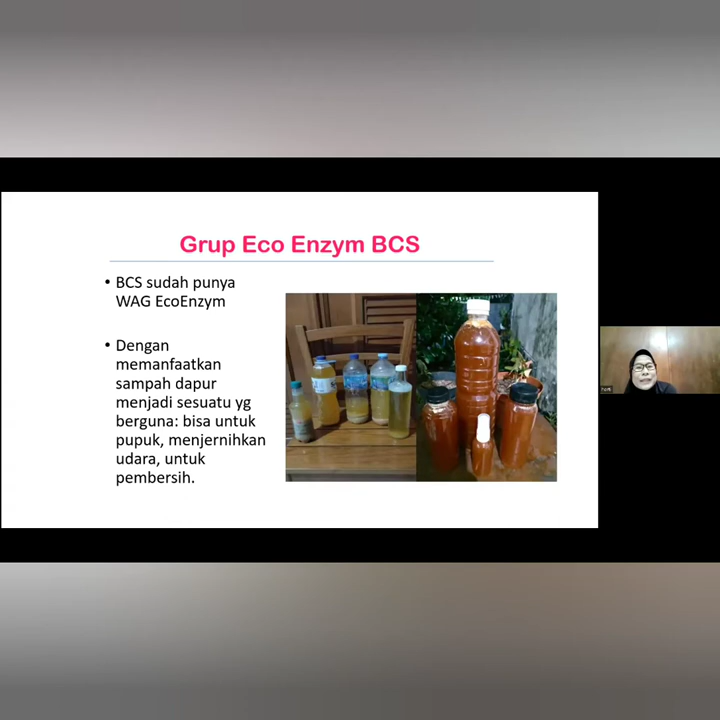 Grup Eco Enzym BCS
• BCS sudah punya
WAG EcoEnzym
• Dengan
memanfaatkan
sampah dapur
menjadi sesuatu yg
berguna: bisa untuk
pupuk, menjernihkan
udara, untuk
pembersih.